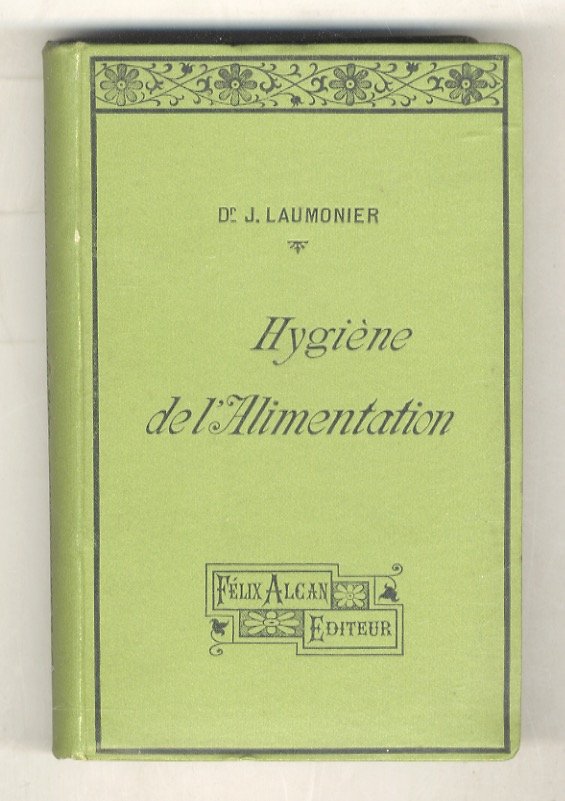 Dr J. LAUMONIER
Hygiène
de l'Alimentation
FÉLIX ALCAN
EDITEUR